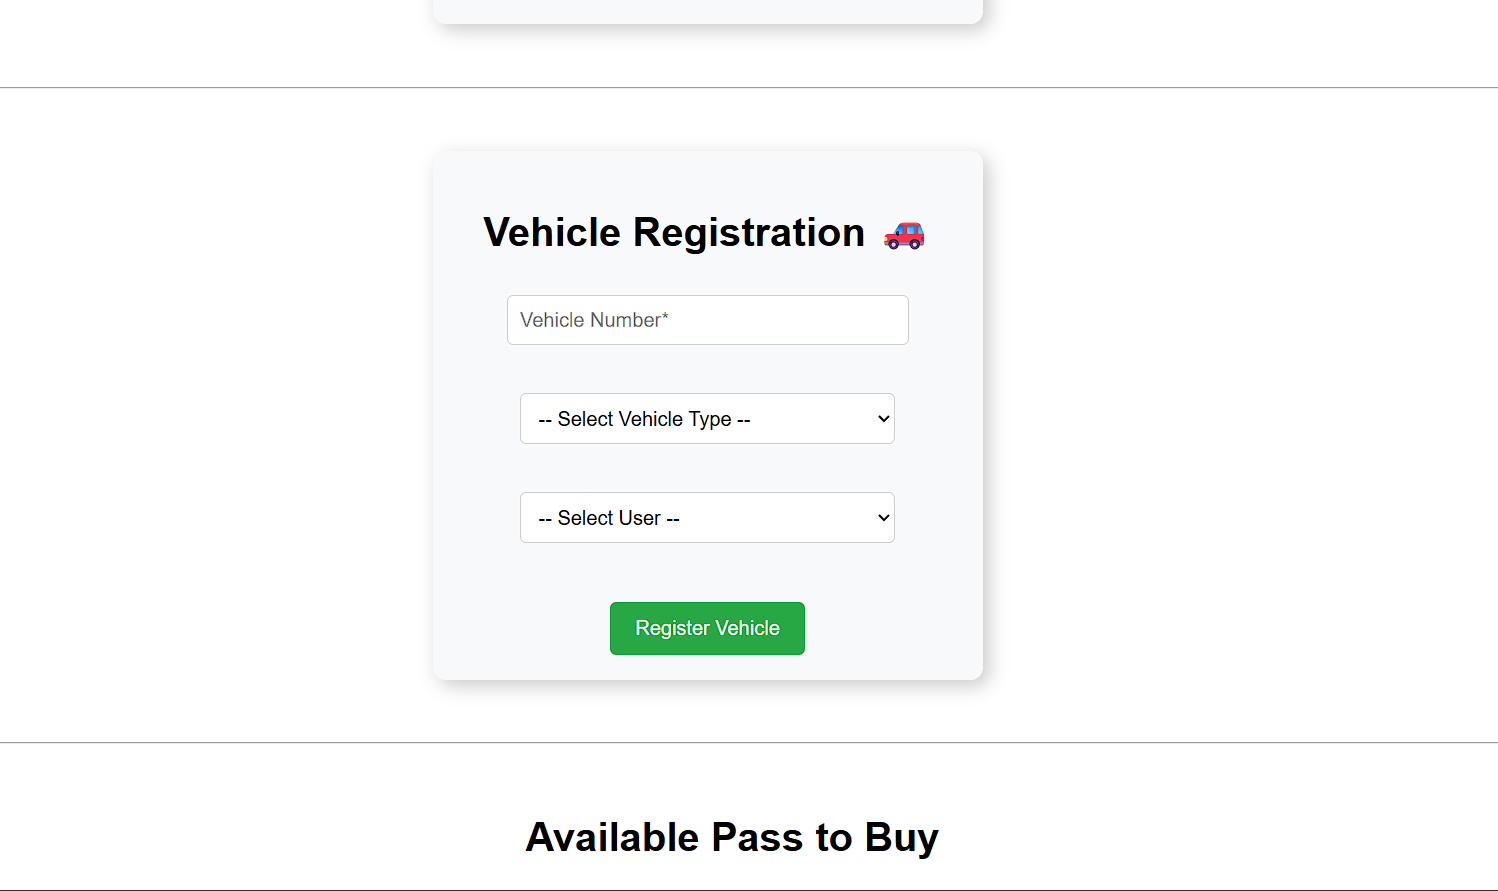 Vehicle Registration 🚗
Vehicle Number*
-- Select Vehicle Type --
-- Select User --
Register Vehicle
Available Pass to Buy